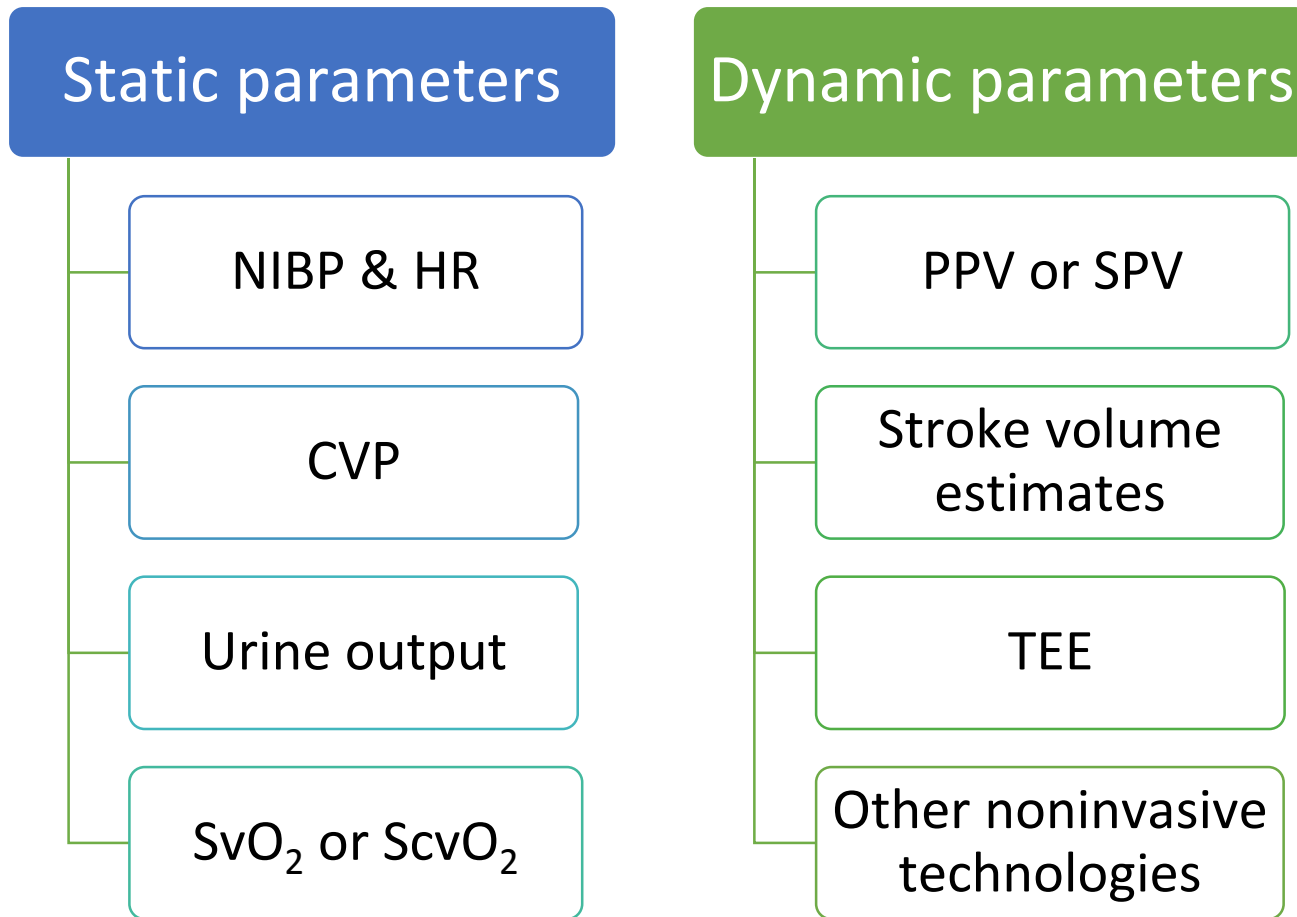 Static parameters
NIBP & HR
CVP
Urine output
SvO₂ or ScvO₂
Dynamic parameters
PPV or SPV
Stroke volume
estimates
TEE
Other noninvasive
technologies